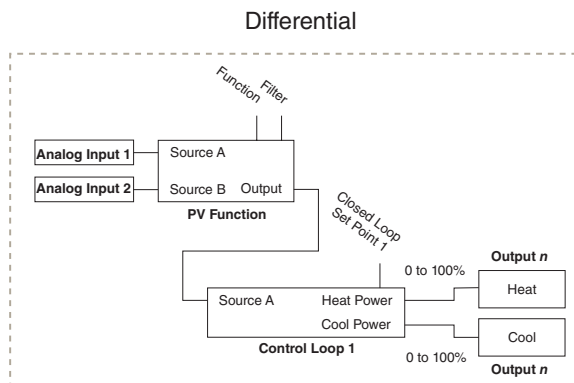 Differential
Function
Filter
Analog Input 1
Source A
Analog Input 2
Source B
Output
PV Function
Closed Loop
Set Point 1
Source A
Heat Power
Cool Power
Control Loop 1
0 to 100%
Output n
Heat
Cool
0 to 100%
Output n